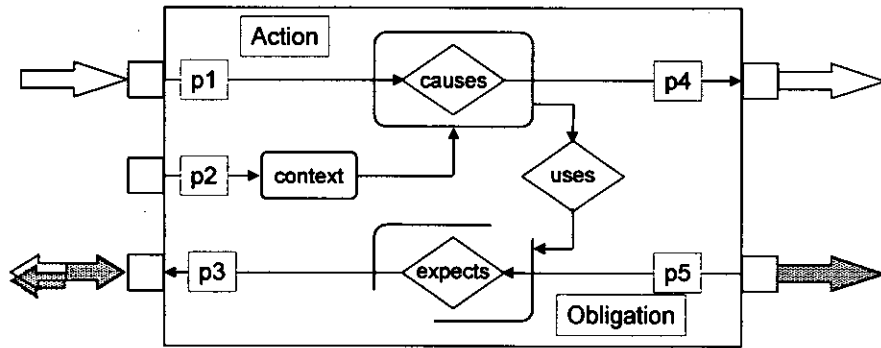 Action
p1
causes
p4
p2
context
uses
p3
expects
p5
Obligation